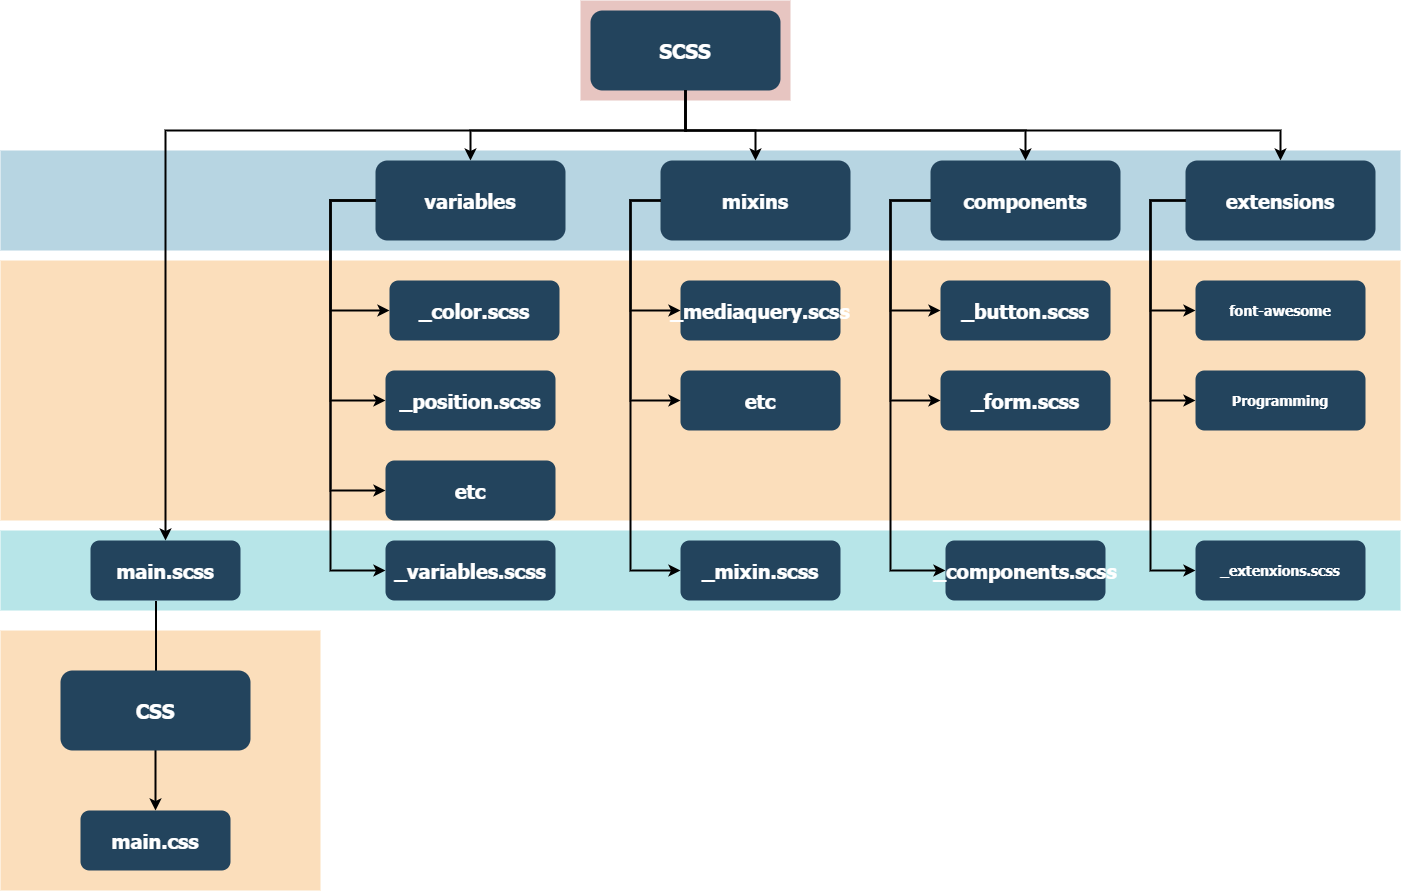 SCSS
variables
mixins
components
extensions
_color.scss
_mediaquery.scss
_button.scss
font-awesome
_position.scss
etc
_form.scss
Programming
etc
main.scss
_variables.scss
_mixin.scss
_components.scss
_extenxions.scss
CSS
main.css